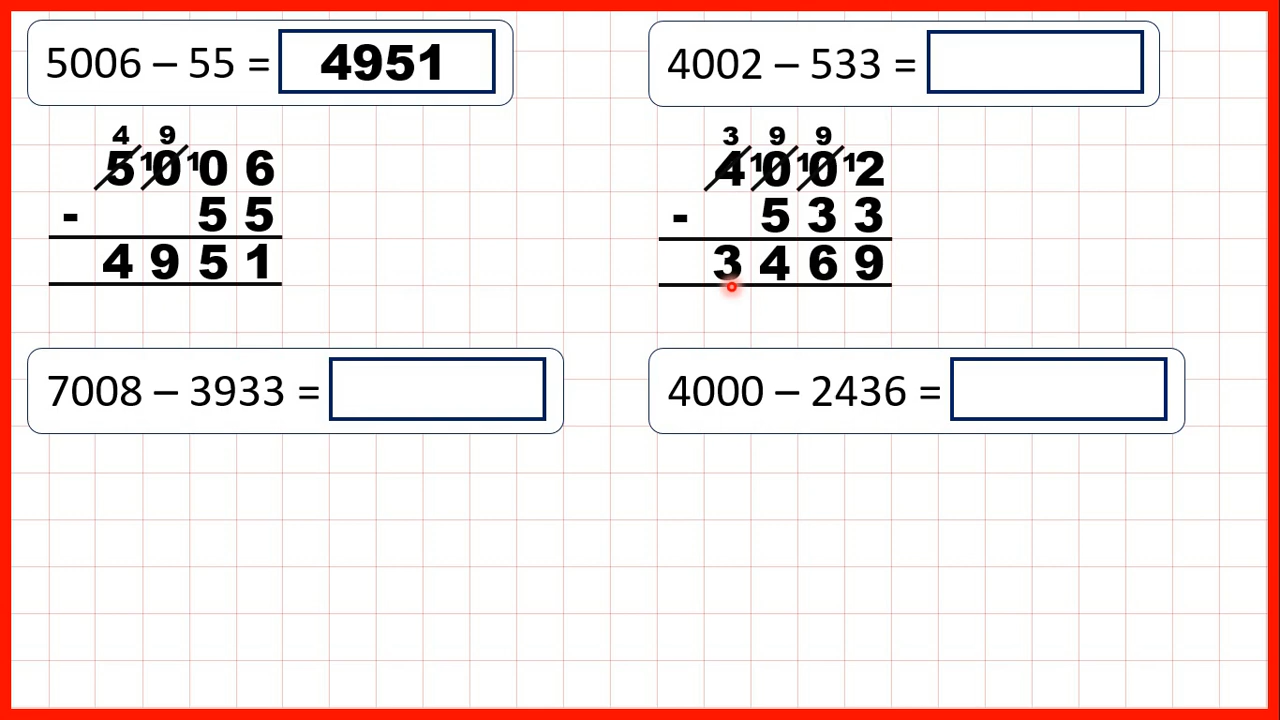 5006 – 55 = 4951
4 9
5 ¹0 ¹0 6
- 5 5
4 9 5 1
4002 – 533 =
3 9 9
4 ¹0 ¹0 ¹2
- 5 3 3
3 4 6 9
7008 – 3933 =
4000 – 2436 =